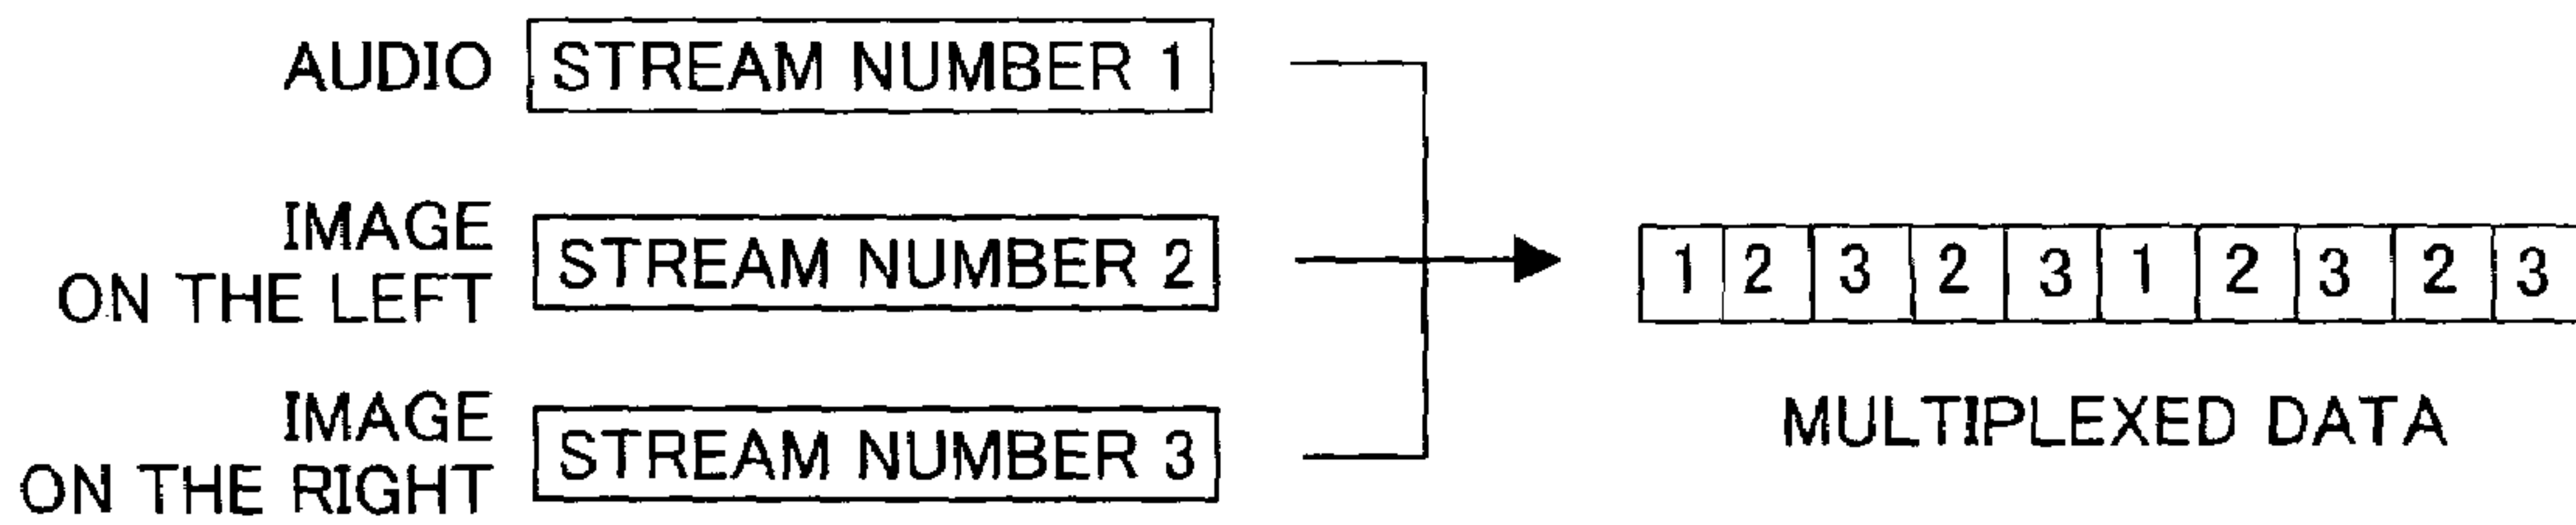 AUDIO STREAM NUMBER 1
IMAGE
ON THE LEFT STREAM NUMBER 2
IMAGE
ON THE RIGHT STREAM NUMBER 3
1 2 3 2 3 1 2 3 2 3
MULTIPLEXED DATA